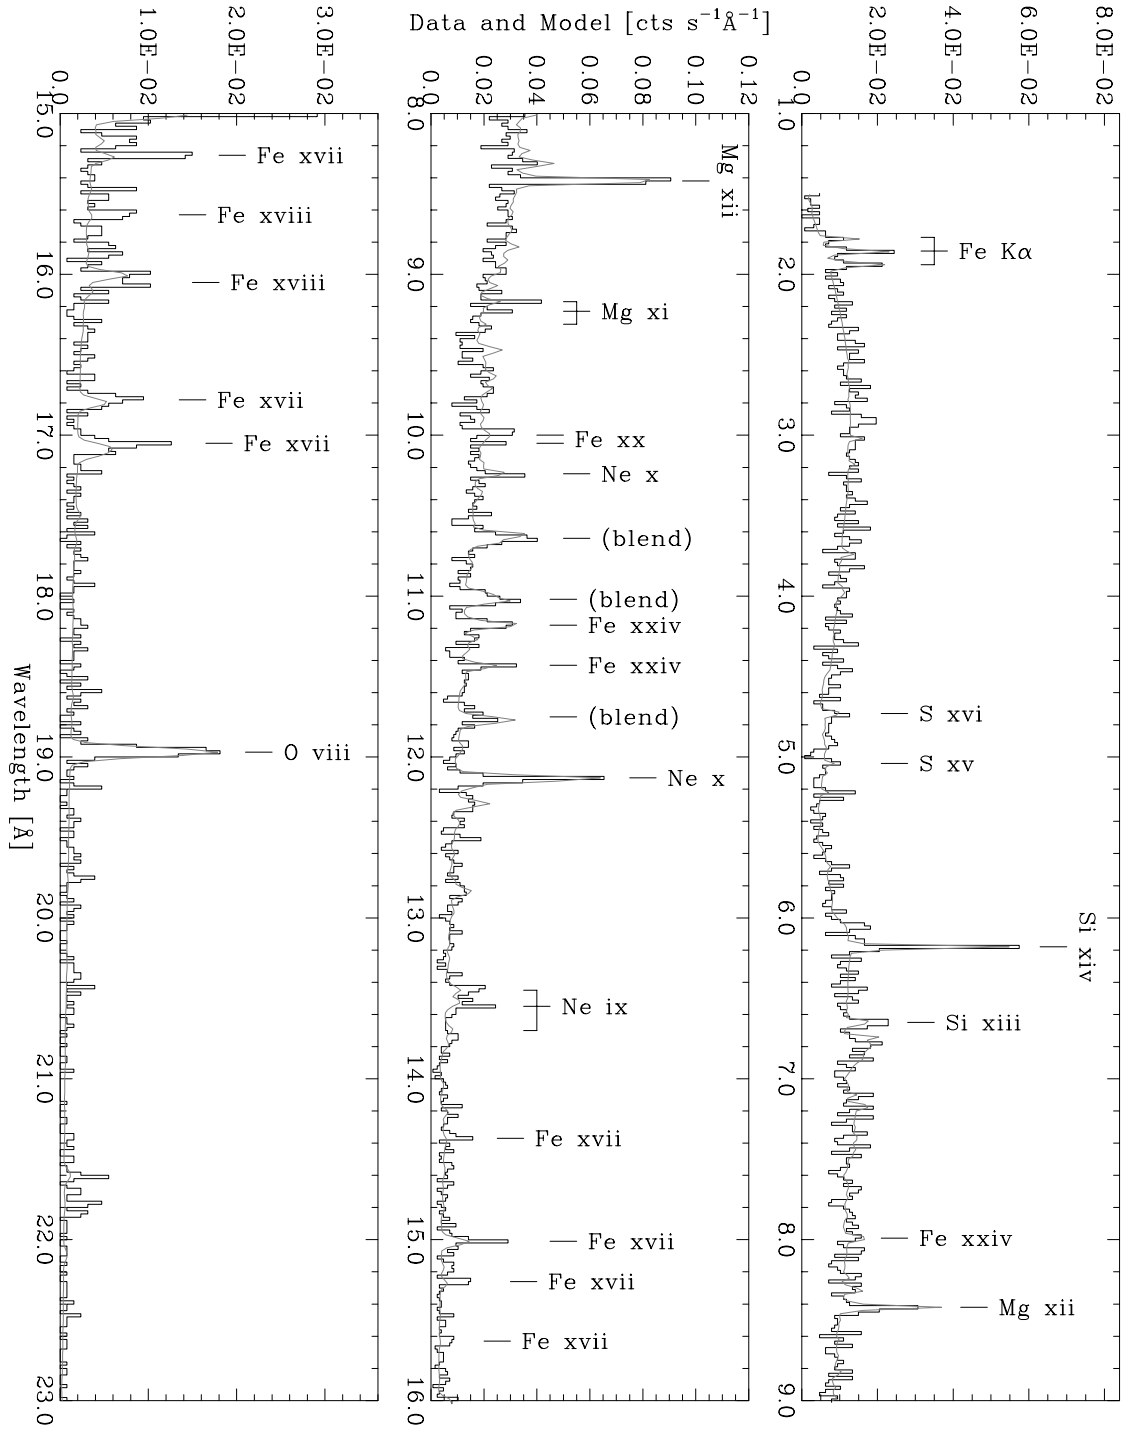 8.0E−02
6.0E−02
4.0E−02
2.0E−02
0.0
Fe Kα
S xvi
S xv
Si xiv
Si xiii
Fe xxiv
Mg xii
1.0 2.0 3.0 4.0 5.0 6.0 7.0 8.0 9.0
Data and Model [cts s−1Å−1]
0.12
0.10
0.08
0.06
0.04
0.02
0.0
Mg xii
Mg xi
Fe xx
Ne x
(blend)
(blend)
Fe xxiv
Fe xxiv
(blend)
Ne x
Ne ix
Fe xvii
Fe xvii
Fe xvii
Fe xvii
8.0 9.0 10.0 11.0 12.0 13.0 14.0 15.0 16.0
3.0E−02
2.0E−02
1.0E−02
0.0
Fe xvii
Fe xviii
Fe xviii
Fe xvii
Fe xvii
O viii
15.0 16.0 17.0 18.0 19.0 20.0 21.0 22.0 23.0
Wavelength [Å]